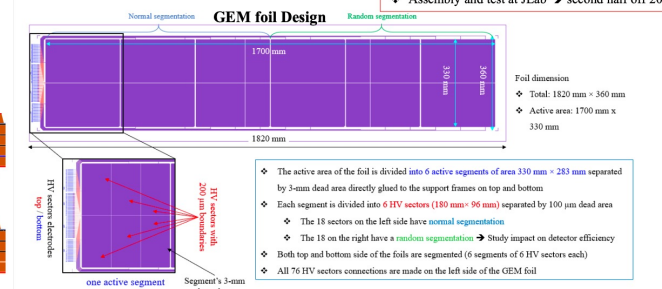 ❖ Assembly and test at JLab ➔ second half off 20
Normal segmentation
GEM foil Design
Random segmentation
1700 mm
330 mm
360 mm
1820 mm
Foil dimension
❖ Total: 1820 mm × 360 mm
❖ Active area: 1700 mm x
330 mm
HV sectors electrodes
top / bottom
HV sectors with
200 µm boundaries
one active segment
Segment's 3-mm
❖ The active area of the foil is divided into 6 active segments of area 330 mm × 283 mm separated
by 3-mm dead area directly glued to the support frames on top and bottom
❖ Each segment is divided into 6 HV sectors (180 mm× 96 mm) separated by 100 µm dead area
❖ The 18 sectors on the left side have normal segmentation
❖ The 18 on the right have a random segmentation ➔ Study impact on detector efficiency
❖ Both top and bottom side of the foils are segmented (6 segments of 6 HV sectors each)
❖ All 76 HV sectors connections are made on the left side of the GEM foil